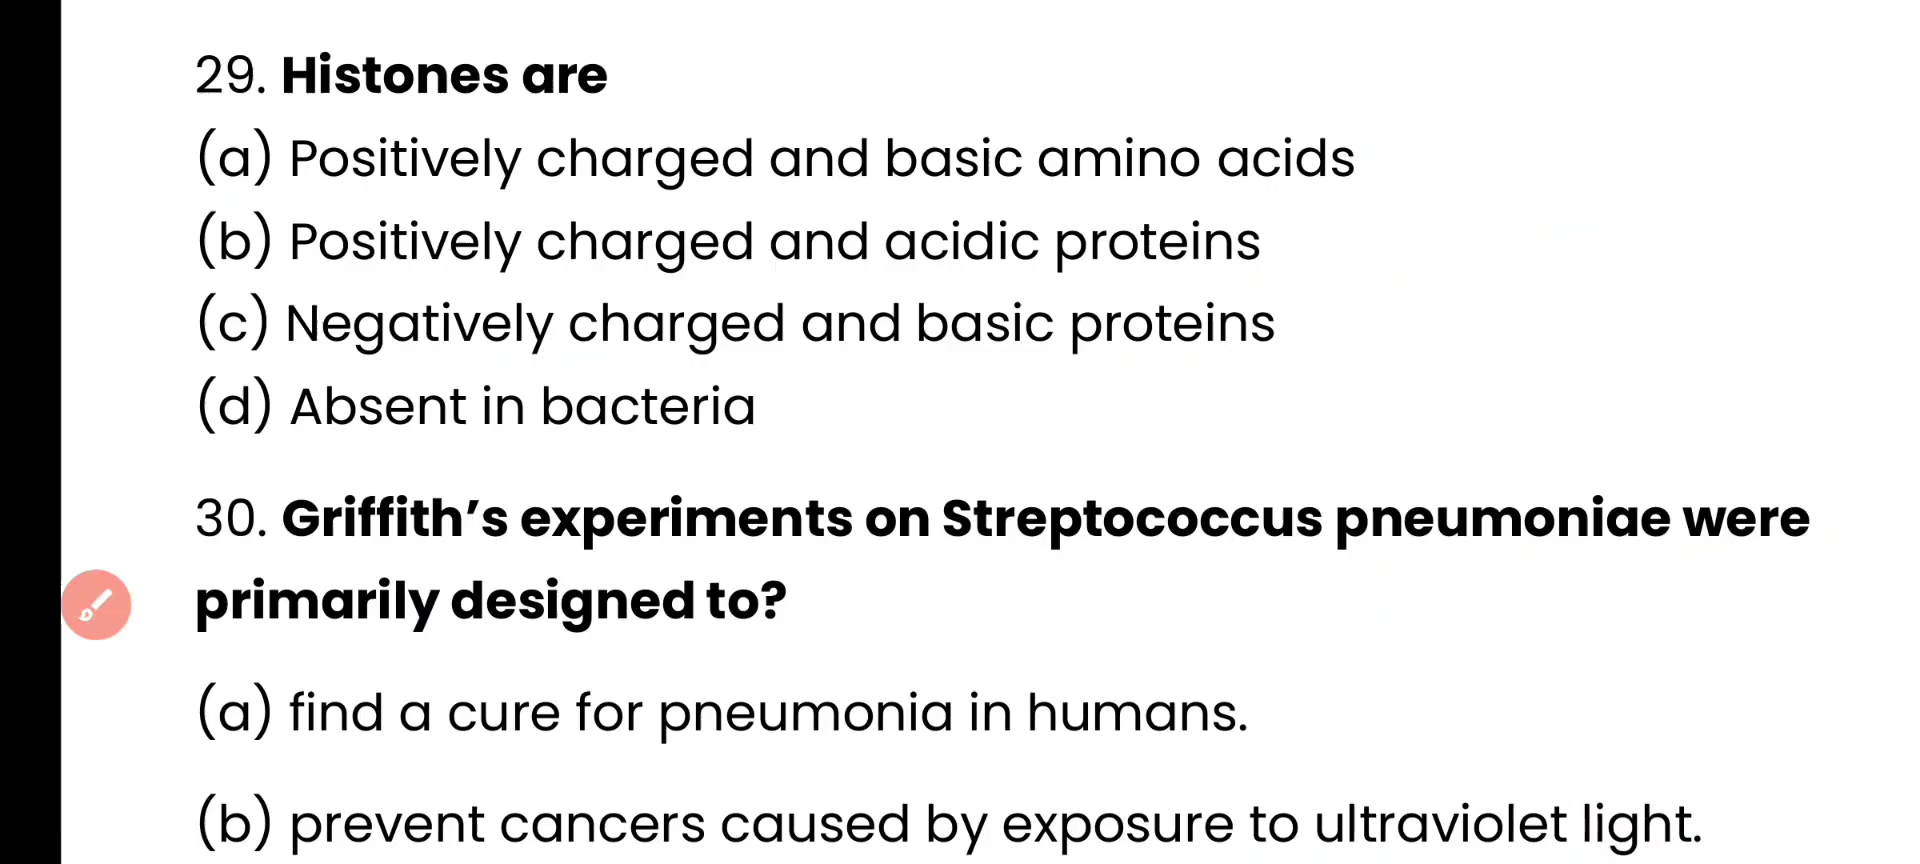 29. Histones are
(a) Positively charged and basic amino acids
(b) Positively charged and acidic proteins
(c) Negatively charged and basic proteins
(d) Absent in bacteria
30. Griffith’s experiments on Streptococcus pneumoniae were
primarily designed to?
(a) find a cure for pneumonia in humans.
(b) prevent cancers caused by exposure to ultraviolet light.